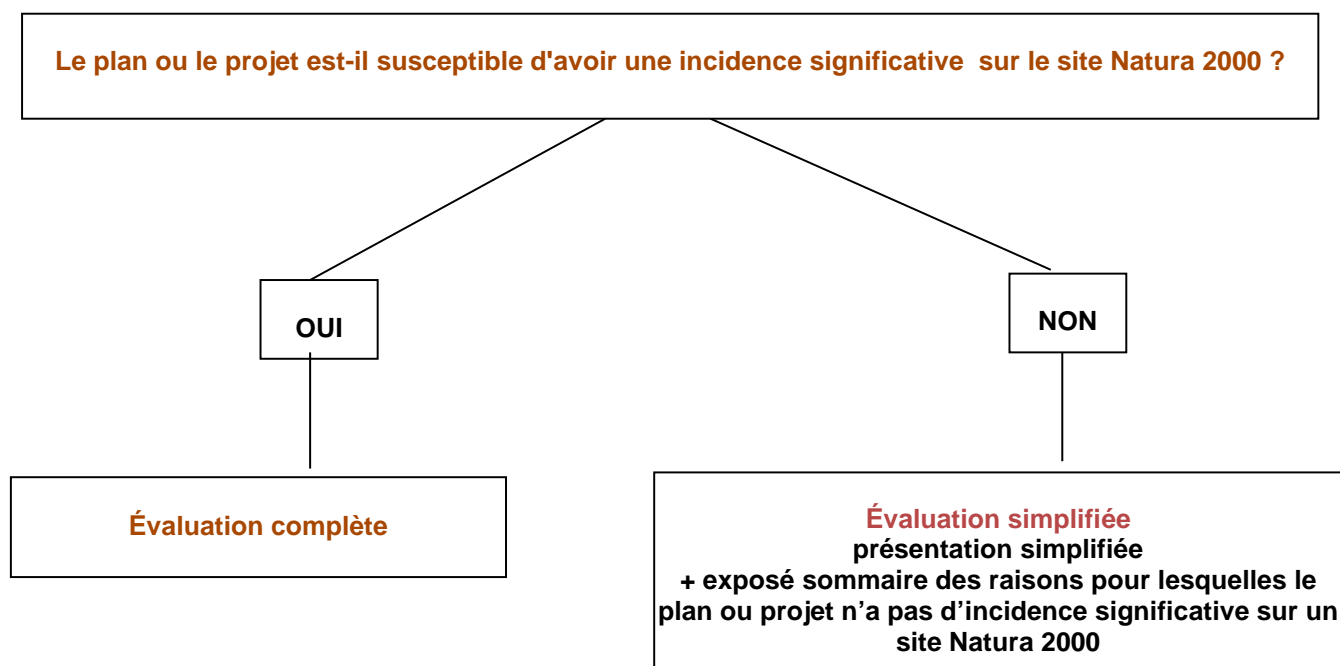 Le plan ou le projet est-il susceptible d'avoir une incidence significative sur le site Natura 2000 ?
OUI
NON
Évaluation complète
Évaluation simplifiée
présentation simplifiée
+ exposé sommaire des raisons pour lesquelles le
plan ou projet n'a pas d'incidence significative sur un
site Natura 2000